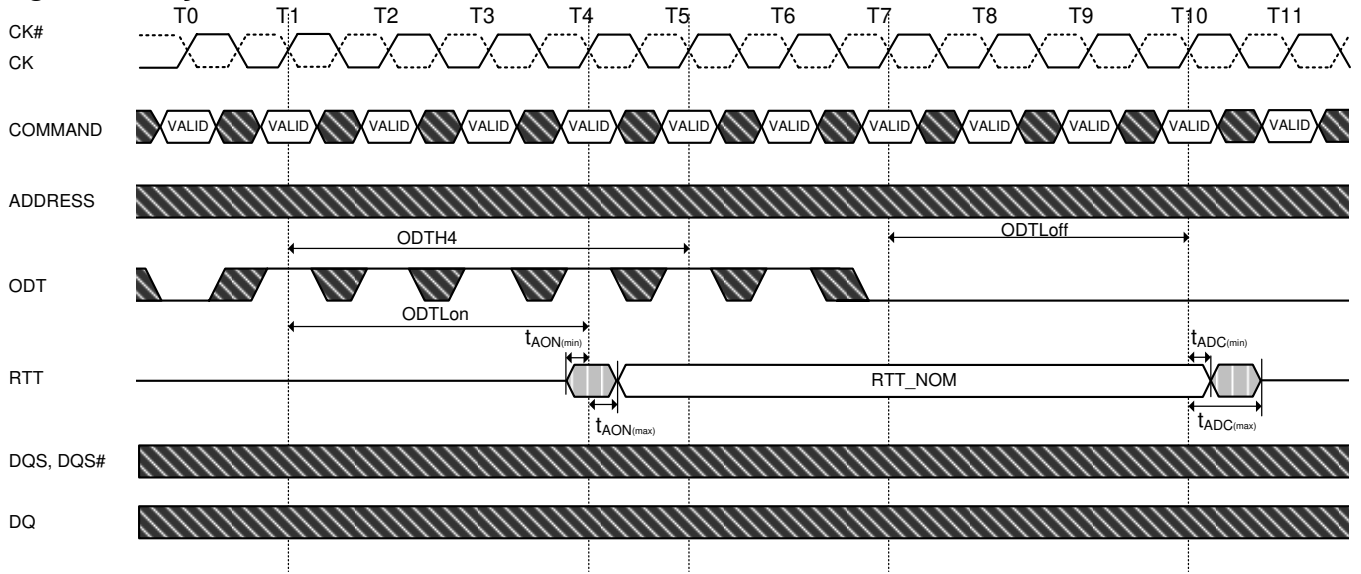 T0 T1 T2 T3 T4 T5 T6 T7 T8 T9 T10 T11
CK#
CK
COMMAND VALID VALID VALID VALID VALID VALID VALID VALID VALID VALID VALID VALID
ADDRESS
ODTH4 ODTLoff
ODT
ODTLon
tAON(min) tADC(min)
RTT RTT_NOM
tAON(max) tADC(max)
DQS, DQS#
DQ